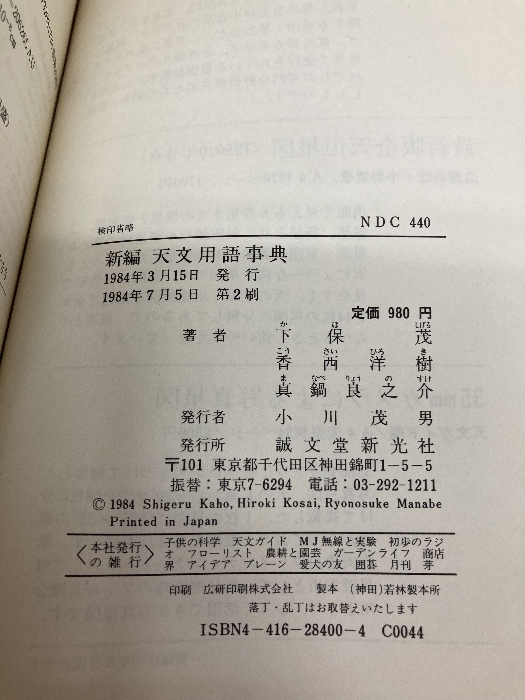 検印省略
NDC 440
新編 天文用語事典
1984年3月15日 発行
1984年7月5日 第2刷
定価 980 円
著者 下保茂
香西洋樹
真鍋良之介
発行者 小川茂男
発行所 誠文堂新光社
〒101 東京都千代田区神田錦町1-5-5
振替：東京7-6294 電話：03-292-1211
© 1984 Shigeru Kaho, Hiroki Kosai, Ryonosuke Manabe
Printed in Japan
〈本社発行の雑行〉
子供の科学 天文ガイド MJ無線と実験 初歩のラジ
オ フローリスト 農耕と園芸 ガーデンライフ 商店
界 アイデア ブレーン 愛犬の友 囲碁 月刊 芽
印刷 広研印刷株式会社 製本 (神田)若林製本所
落丁・乱丁はお取替えいたします
ISBN4-416-28400-4 C0044